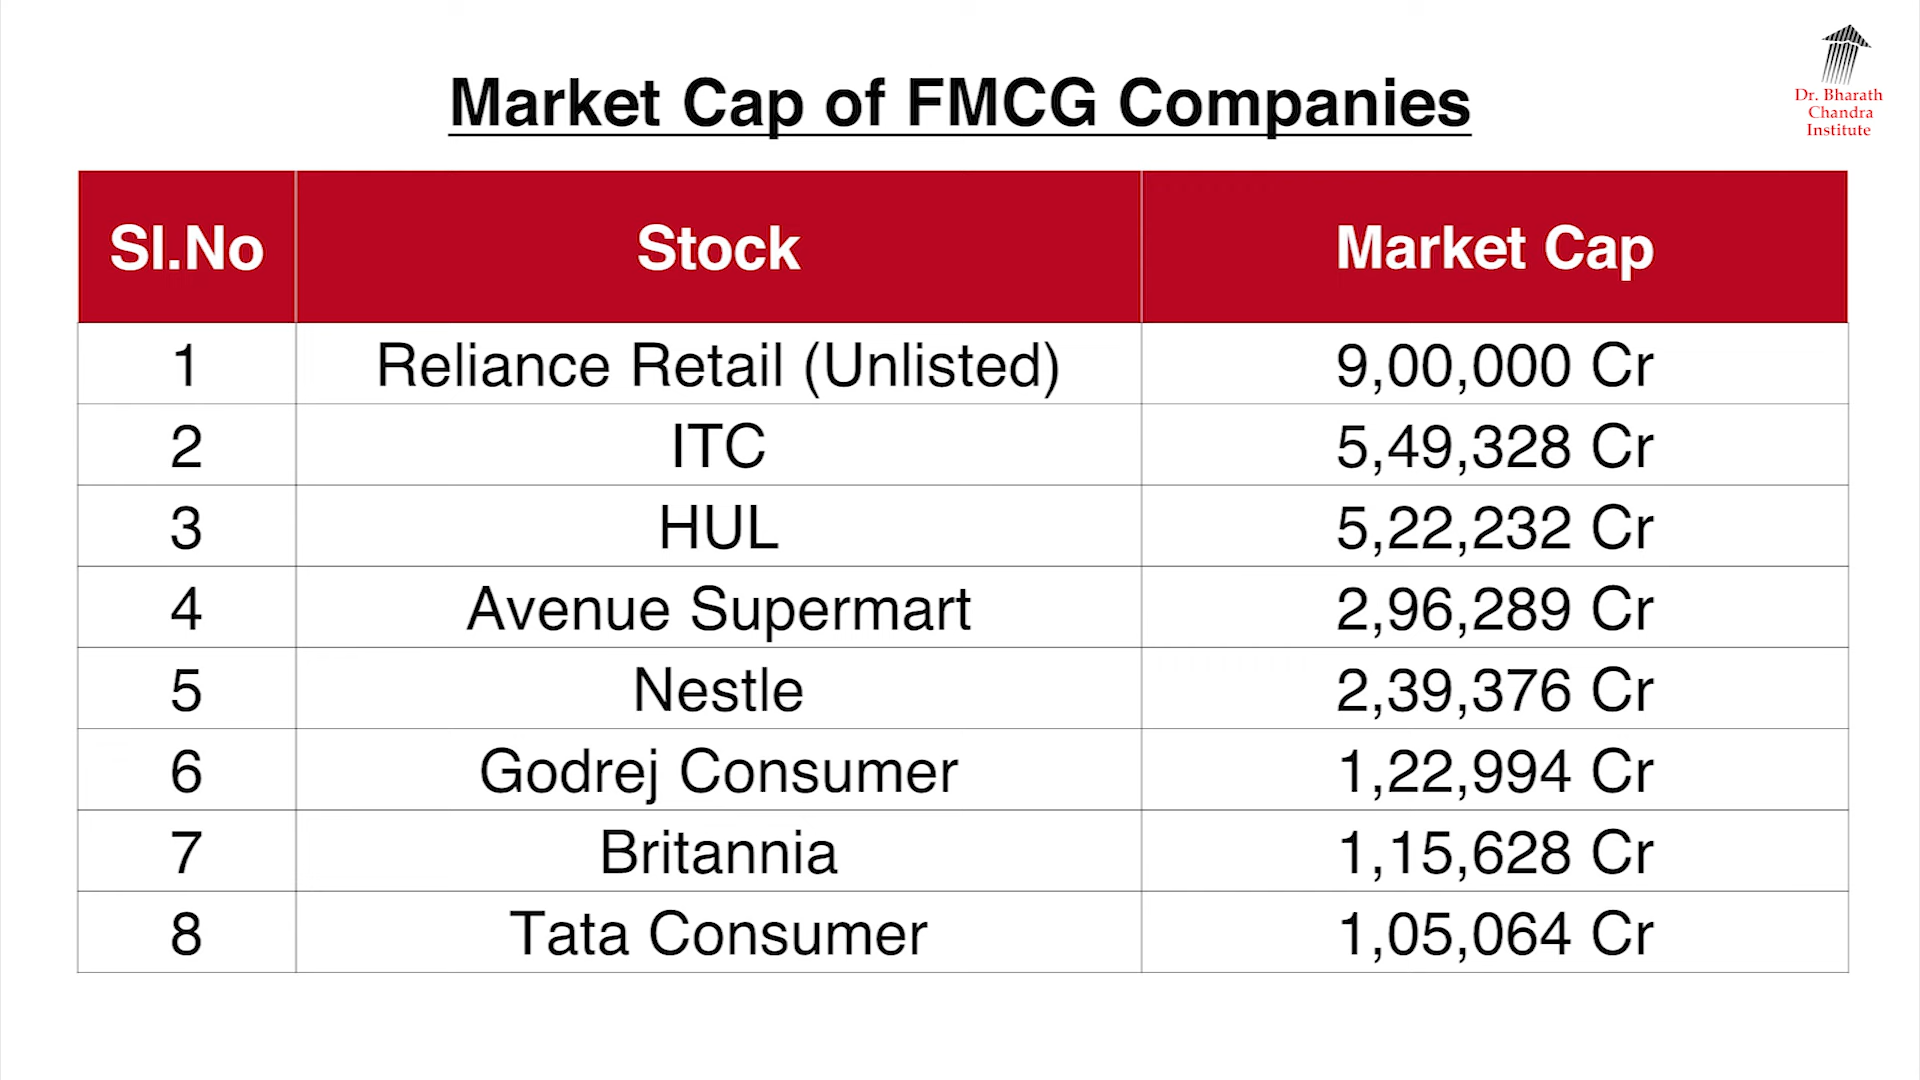 Market Cap of FMCG Companies
Dr. Bharath
Chandra
Institute
Sl.No Stock Market Cap
1 Reliance Retail (Unlisted) 9,00,000 Cr
2 ITC 5,49,328 Cr
3 HUL 5,22,232 Cr
4 Avenue Supermart 2,96,289 Cr
5 Nestle 2,39,376 Cr
6 Godrej Consumer 1,22,994 Cr
7 Britannia 1,15,628 Cr
8 Tata Consumer 1,05,064 Cr